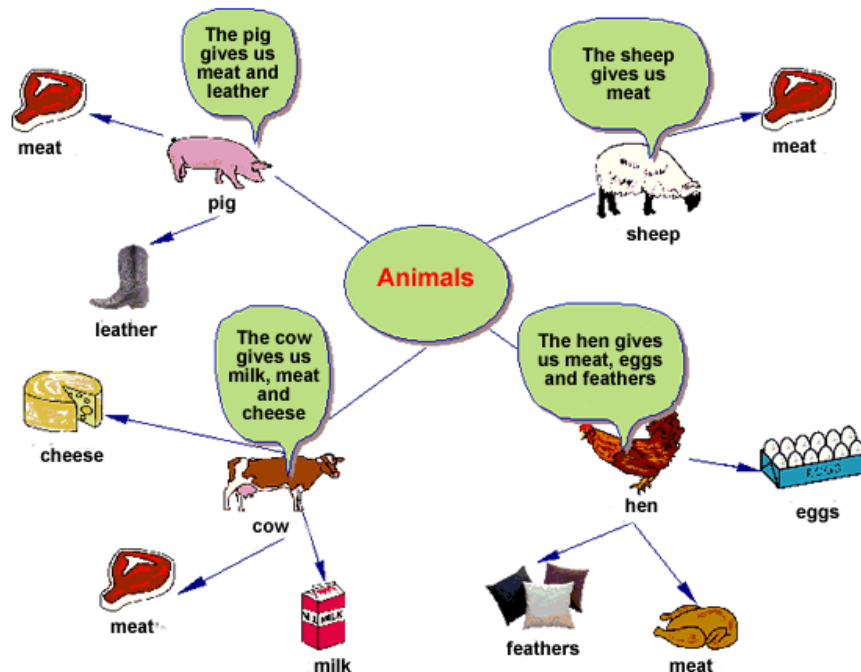 The pig
gives us
meat and
leather
The sheep
gives us
meat
meat
meat
pig
sheep
Animals
leather
The cow
gives us
milk, meat
and
cheese
The hen gives
us meat, eggs
and feathers
cheese
EGGS
hen
eggs
cow
MILK
meat
feathers
milk
meat